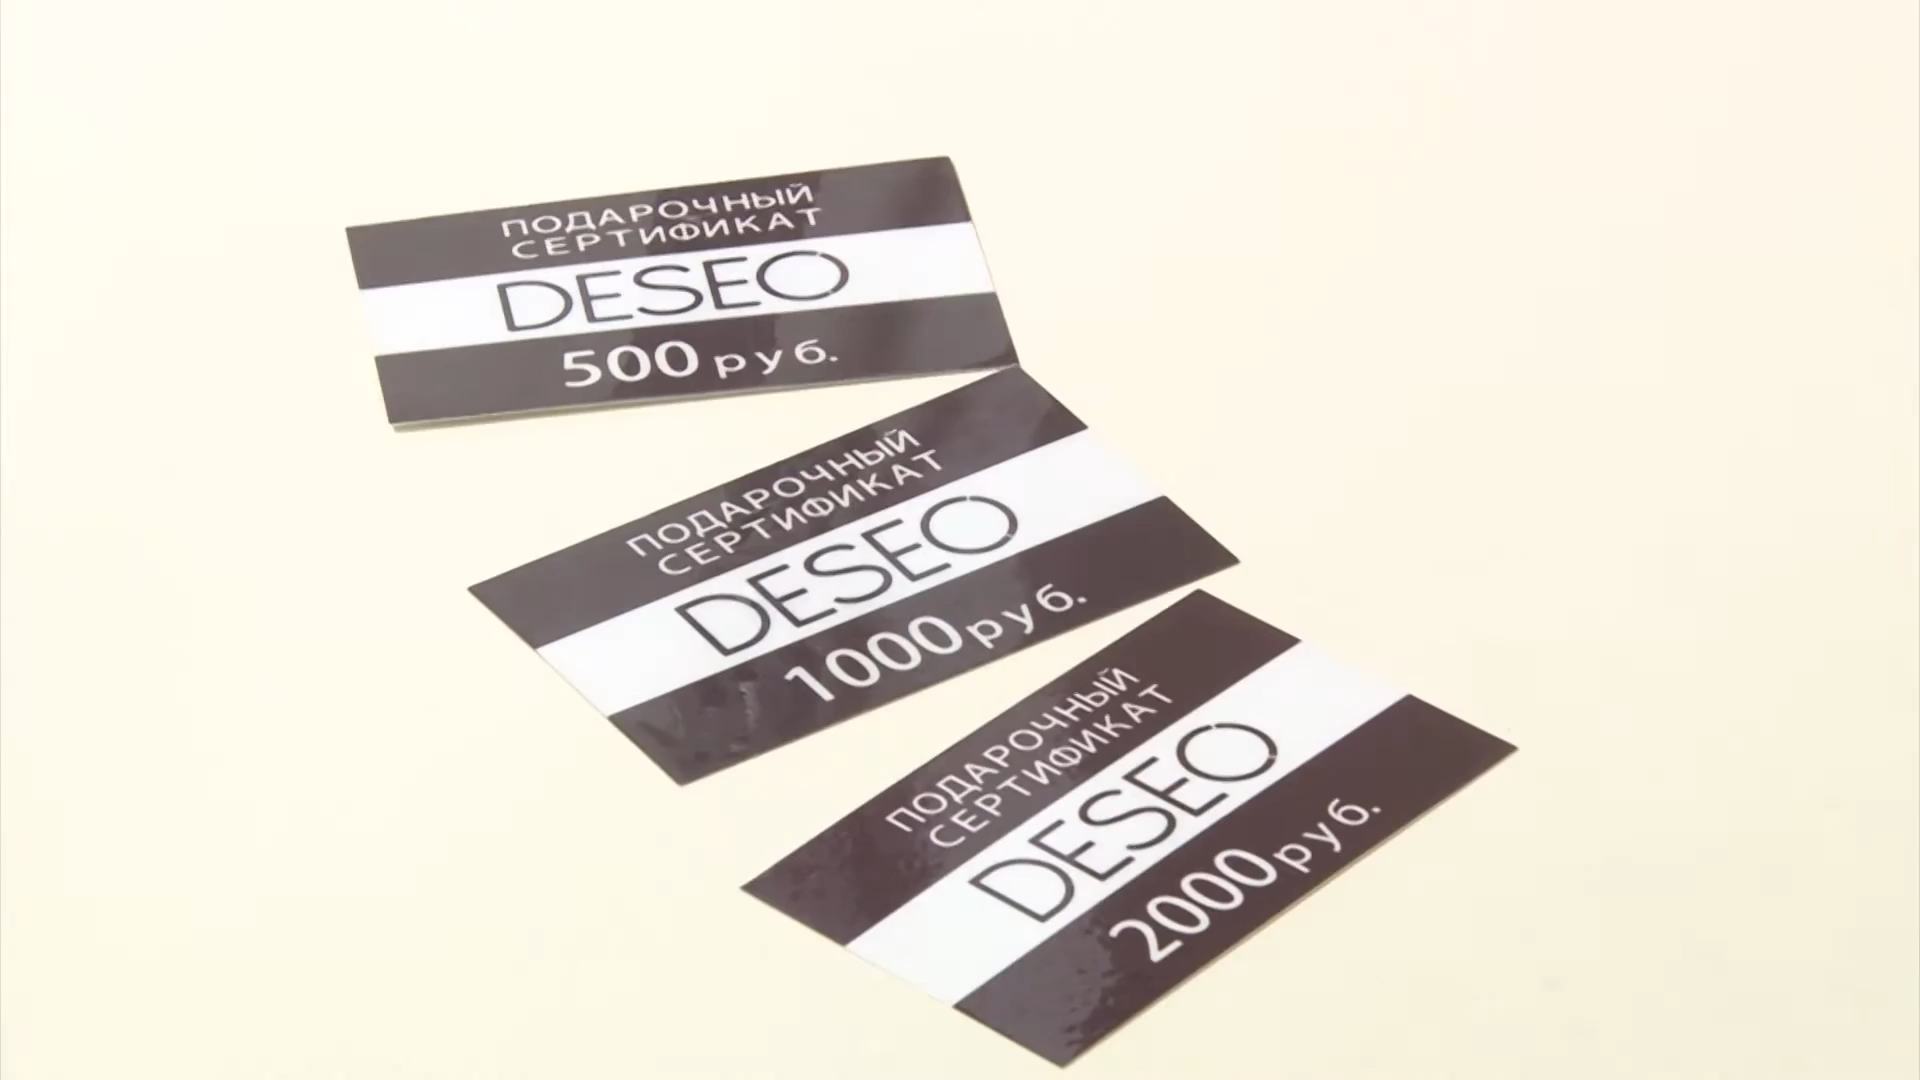 ПОДАРОЧНЫЙ
СЕРТИФИКАТ
DESEO
500 руб.
ПОДАРОЧНЫЙ
СЕРТИФИКАТ
DESEO
1000 руб.
ПОДАРОЧНЫЙ
СЕРТИФИКАТ
DESEO
2000 руб.